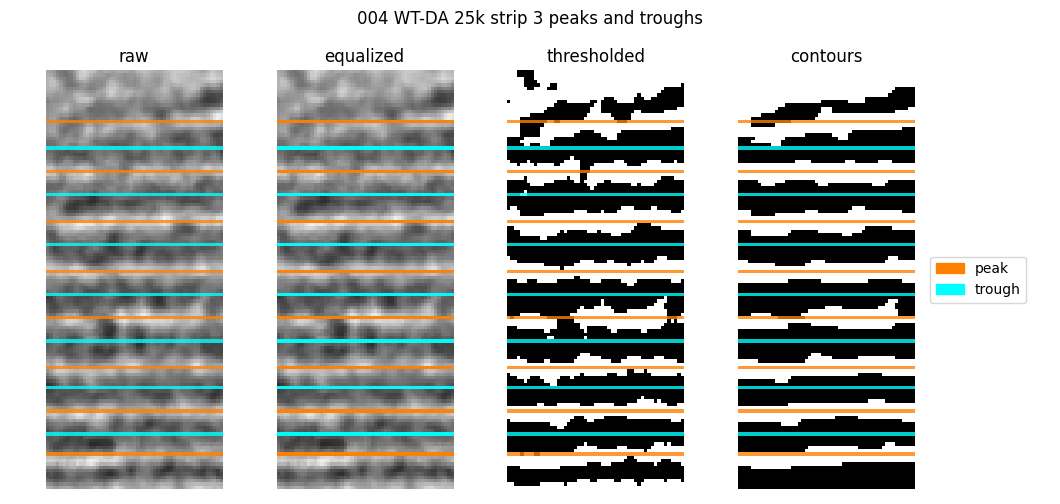 004 WT-DA 25k strip 3 peaks and troughs
raw
equalized
thresholded
contours
peak
trough